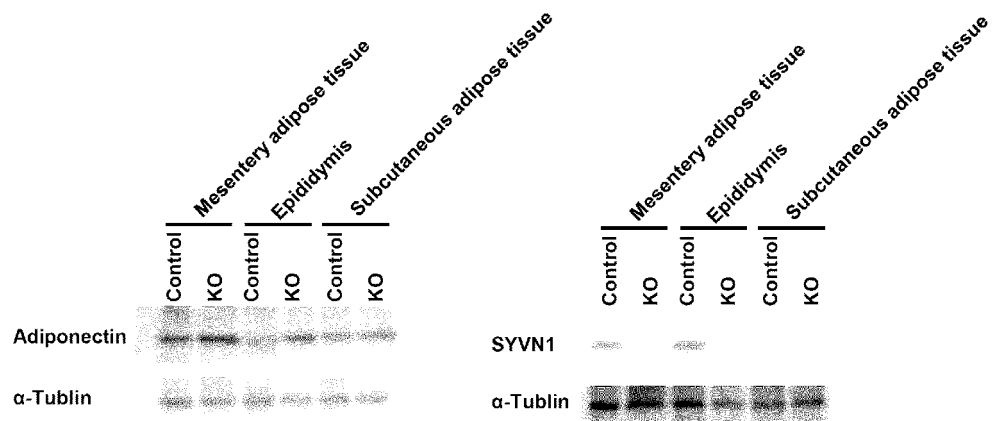 Mesentery adipose tissue
Epididymis
Subcutaneous adipose tissue
Control
KO
Control
KO
Control
KO
Adiponectin
α-Tublin
Mesentery adipose tissue
Epididymis
Subcutaneous adipose tissue
Control
KO
Control
KO
Control
KO
SYVN1
α-Tublin